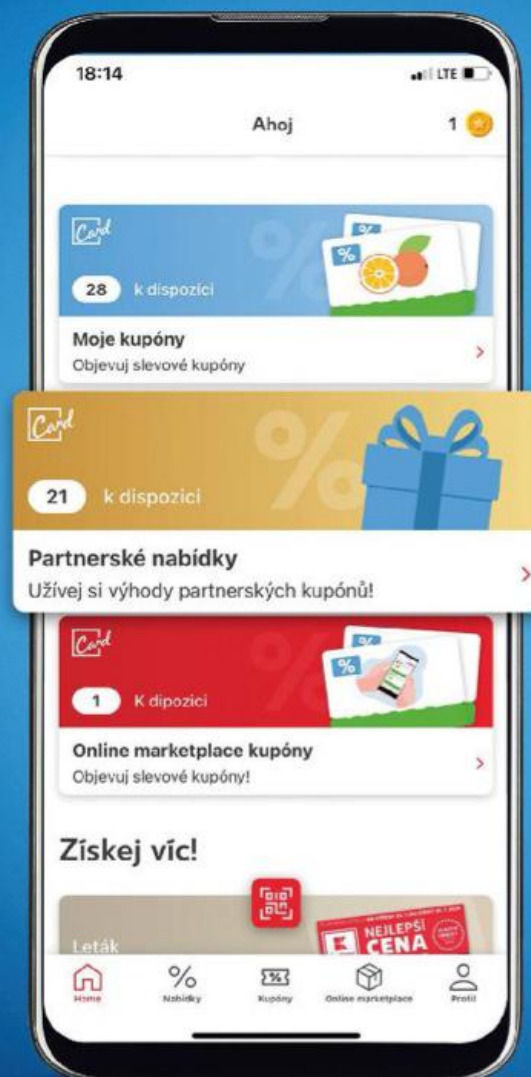 18:14
LTE
Ahoj
1
Card
%
%
28 k dispozici
Moje kupóny
Objevuj slevové kupóny
Card
%
21 k dispozici
Partnerské nabídky
Užívej si výhody partnerských kupónů!
Card
%
%
1 K dipozici
Online marketplace kupóny
Objevuj slevové kupóny!
Získej víc!
Leták
NEJLEPŠÍ
CENA
%
%
Home
Nabídky
Kupóny
Online marketplace
Profil